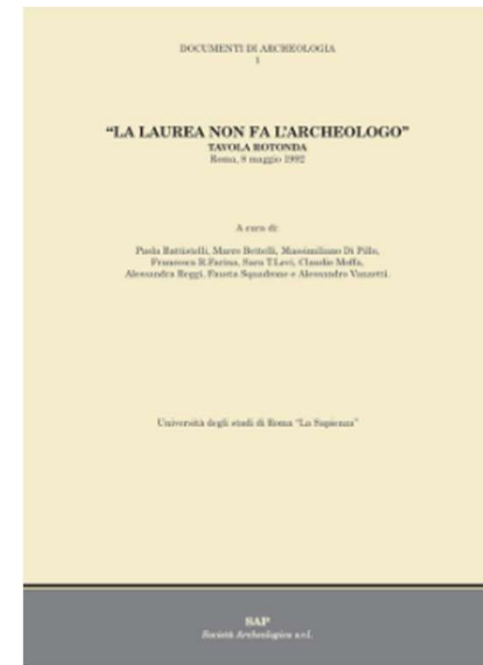 DOCUMENTI DI ARCHEOLOGIA
1
“LA LAUREA NON FA L’ARCHEOLOGO”
TAVOLA ROTONDA
Roma, 8 maggio 1992
A cura di:
Paola Battistelli, Marco Bettelli, Massimiliano Di Pillo,
Francesca R.Farina, Sara T.Levi, Claudio Moffa,
Alessandra Reggi, Fausta Squadrone e Alessandro Vanzetti.
Università degli studi di Roma “La Sapienza”
SAP
Società Archeologica s.r.l.